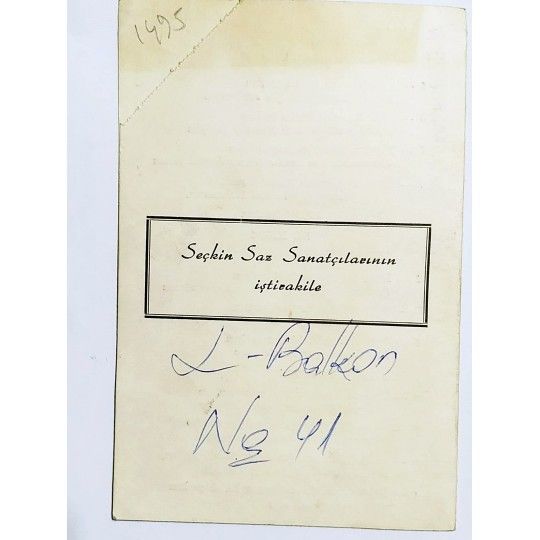 1495
Seçkin Saz Sanatçılarının
iştirakile
L-Balkon
No 41